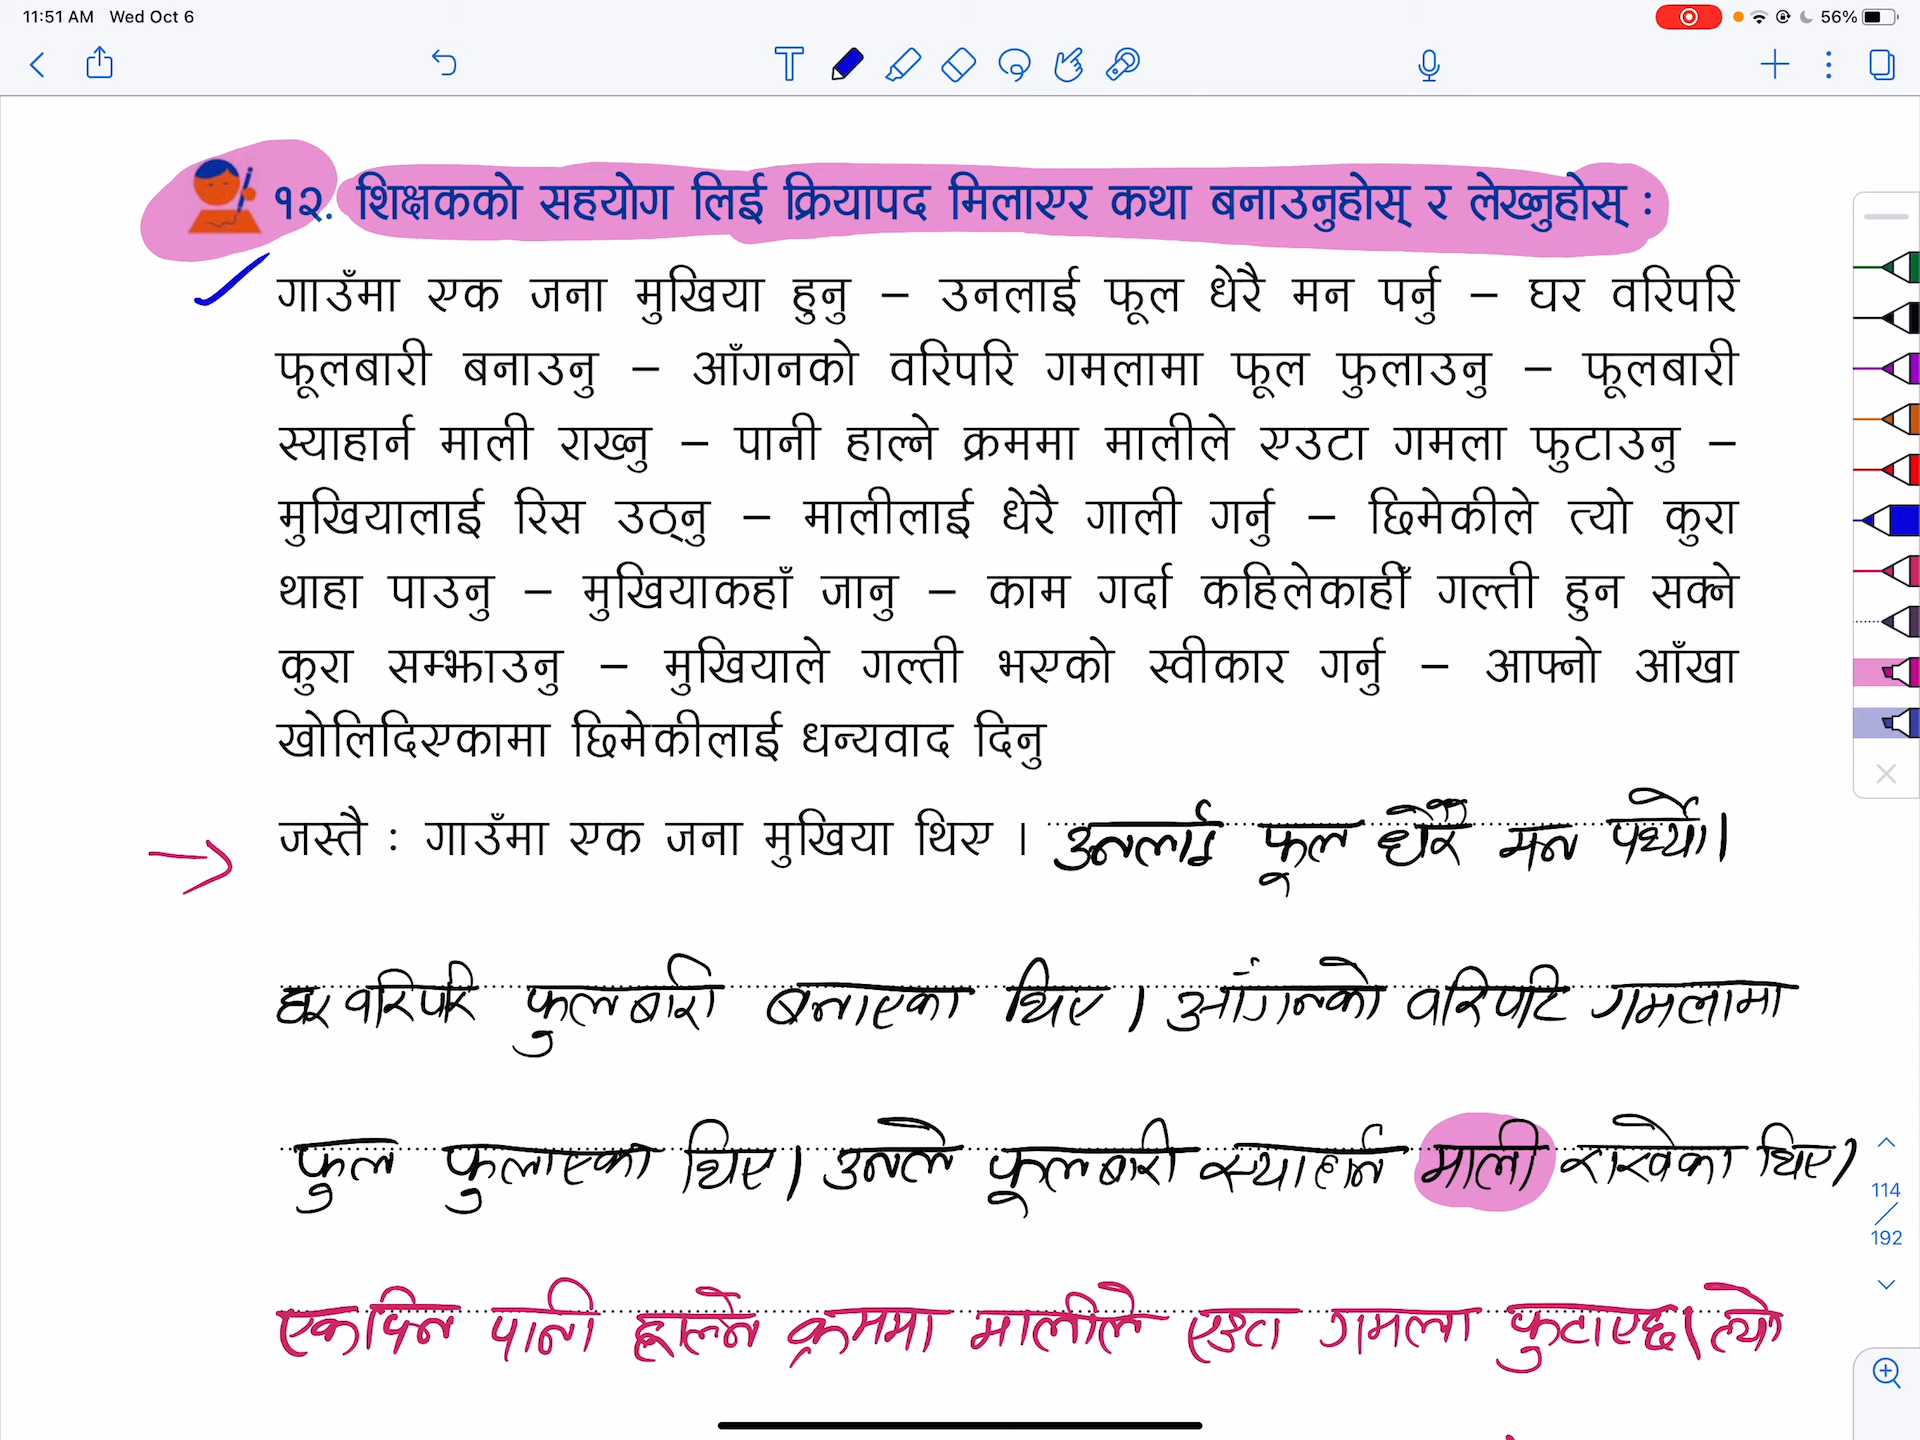 11:51 AM Wed Oct 6
56%
१२. शिक्षकको सहयोग लिई क्रियापद मिलाएर कथा बनाउनुहोस् र लेख्नुहोस् :
गाउँमा एक जना मुखिया हुनु – उनलाई फूल धेरै मन पर्नु – घर वरिपरि
फूलबारी बनाउनु – आँगनको वरिपरि गमलामा फूल फुलाउनु – फूलबारी
स्याहार्न माली राख्नु – पानी हाल्ने क्रममा मालीले एउटा गमला फुटाउनु –
मुखियालाई रिस उठ्नु – मालीलाई धेरै गाली गर्नु – छिमेकीले त्यो कुरा
थाहा पाउनु – मुखियाकहाँ जानु – काम गर्दा कहिलेकाहीँ गल्ती हुन सक्ने
कुरा सम्झाउनु – मुखियाले गल्ती भएको स्वीकार गर्नु – आफ्नो आँखा
खोलिदिएकामा छिमेकीलाई धन्यवाद दिनु
जस्तै : गाउँमा एक जना मुखिया थिए । उनलाई फूल धेरै मन पर्थ्यो।
घर वरिपरि फुलबारी बनाएका थिए । आँगनको वरिपरि गमलामा
फुल फुलाएका थिए। उनले फूलबारी स्याहार्न माली राखेका थिए।
114
192
एकदिन पानी हाल्ने क्रममा मालीले एउटा गमला फुटाएछ। त्यो